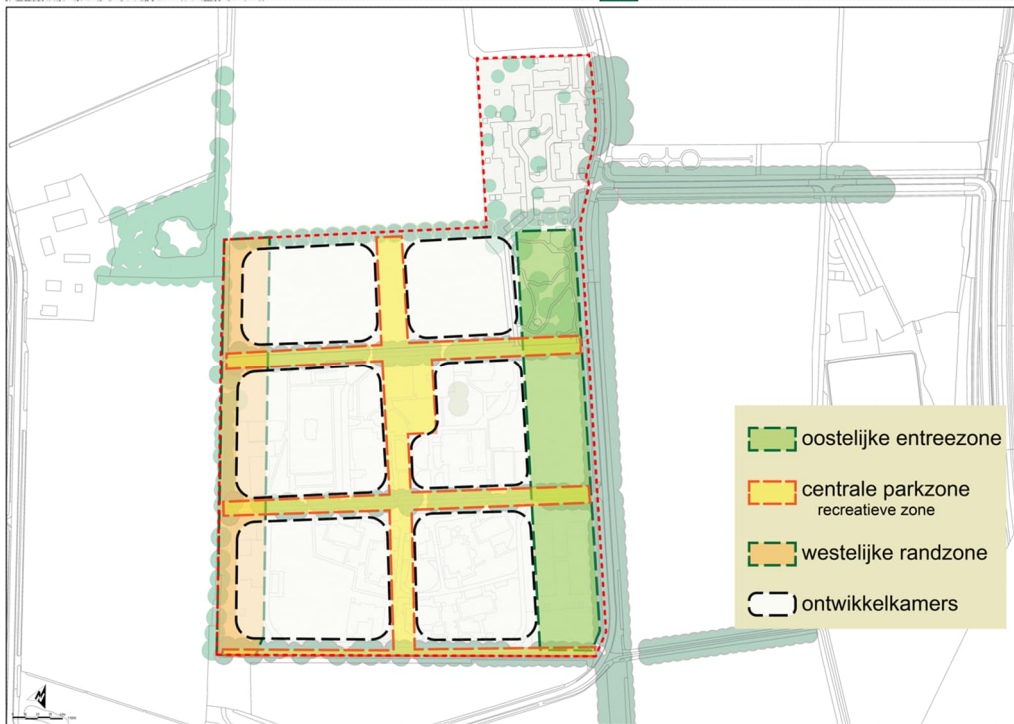 oostelijke entreezone
centrale parkzone
recreatieve zone
westelijke randzone
ontwikkelkamers